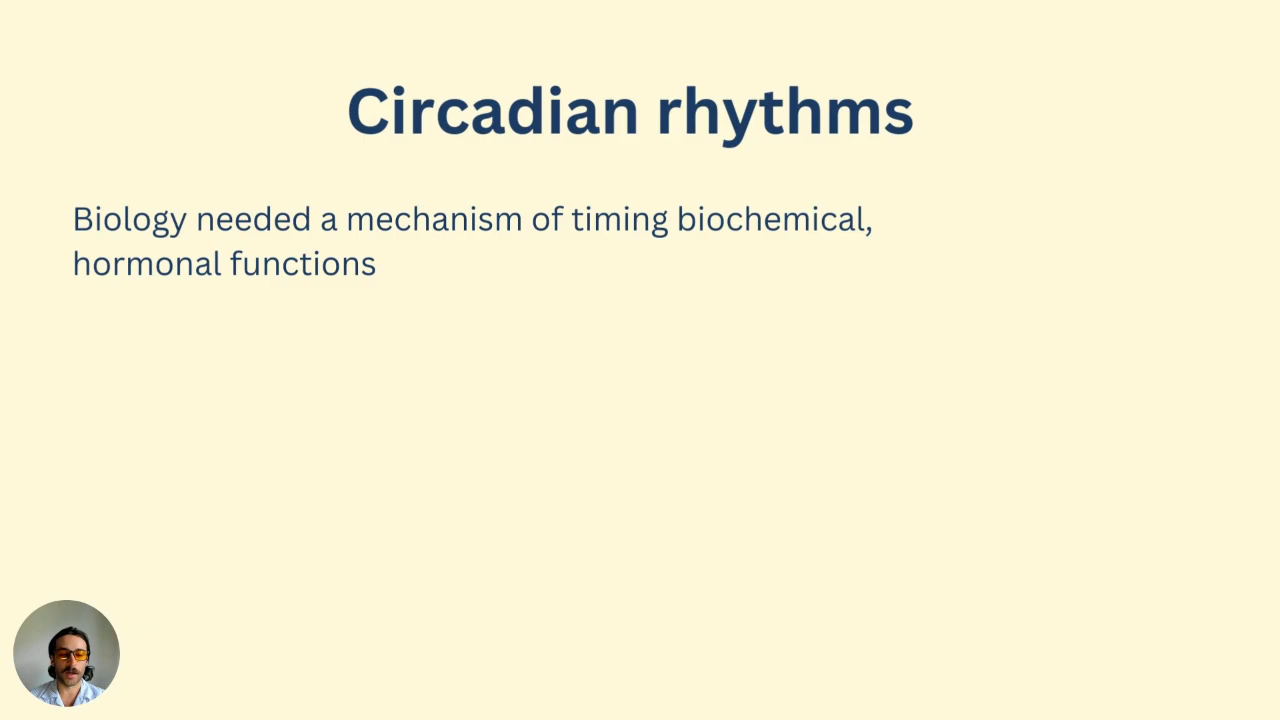 Circadian rhythms
Biology needed a mechanism of timing biochemical,
hormonal functions